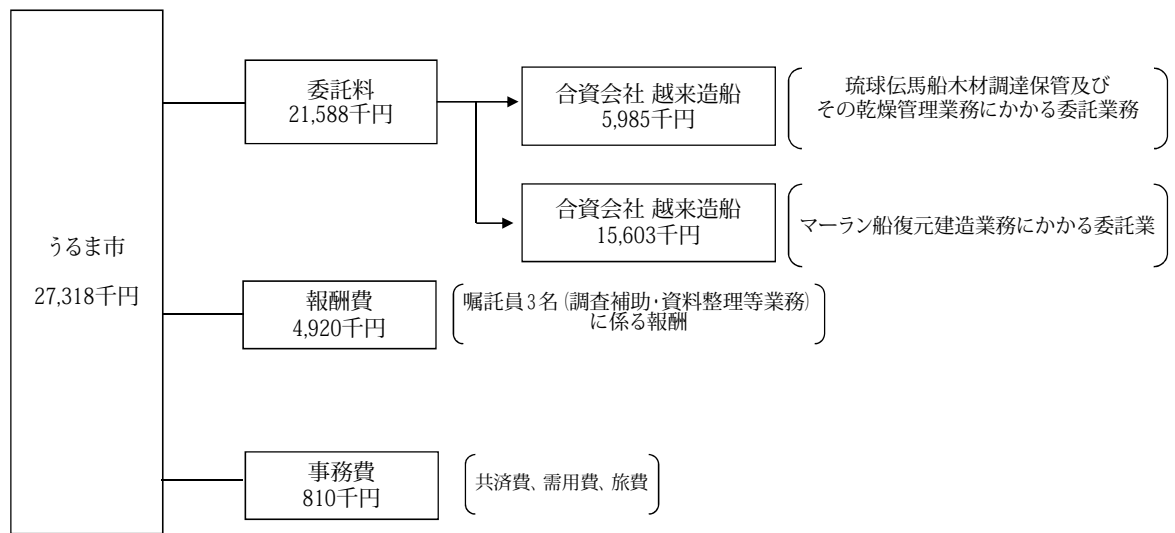 うるま市
27,318千円
委託料
21,588千円
合資会社 越来造船
5,985千円
琉球伝馬船木材調達保管及び
その乾燥管理業務にかかる委託業務
合資会社 越来造船
15,603千円
マーラン船復元建造業務にかかる委託業
報酬費
4,920千円
嘱託員3名(調査補助・資料整理等業務)
に係る報酬
事務費
810千円
共済費、需用費、旅費